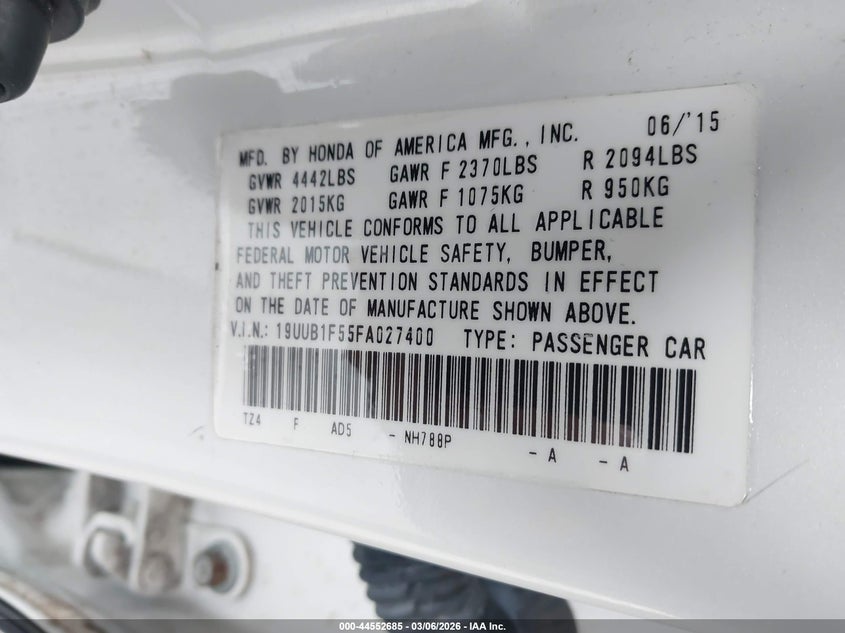 MFD. BY HONDA OF AMERICA MFG., INC. 06/'15
GVWR 4442LBS GAWR F 2370LBS R 2094LBS
GVWR 2015KG GAWR F 1075KG R 950KG
THIS VEHICLE CONFORMS TO ALL APPLICABLE
FEDERAL MOTOR VEHICLE SAFETY, BUMPER,
AND THEFT PREVENTION STANDARDS IN EFFECT
ON THE DATE OF MANUFACTURE SHOWN ABOVE.
V.I.N.: 19UUB1F55FA027400 TYPE: PASSENGER CAR
TZ4 F AD5 - NH788P - A - A
000-44552685 - 03/06/2026 - IAA Inc.